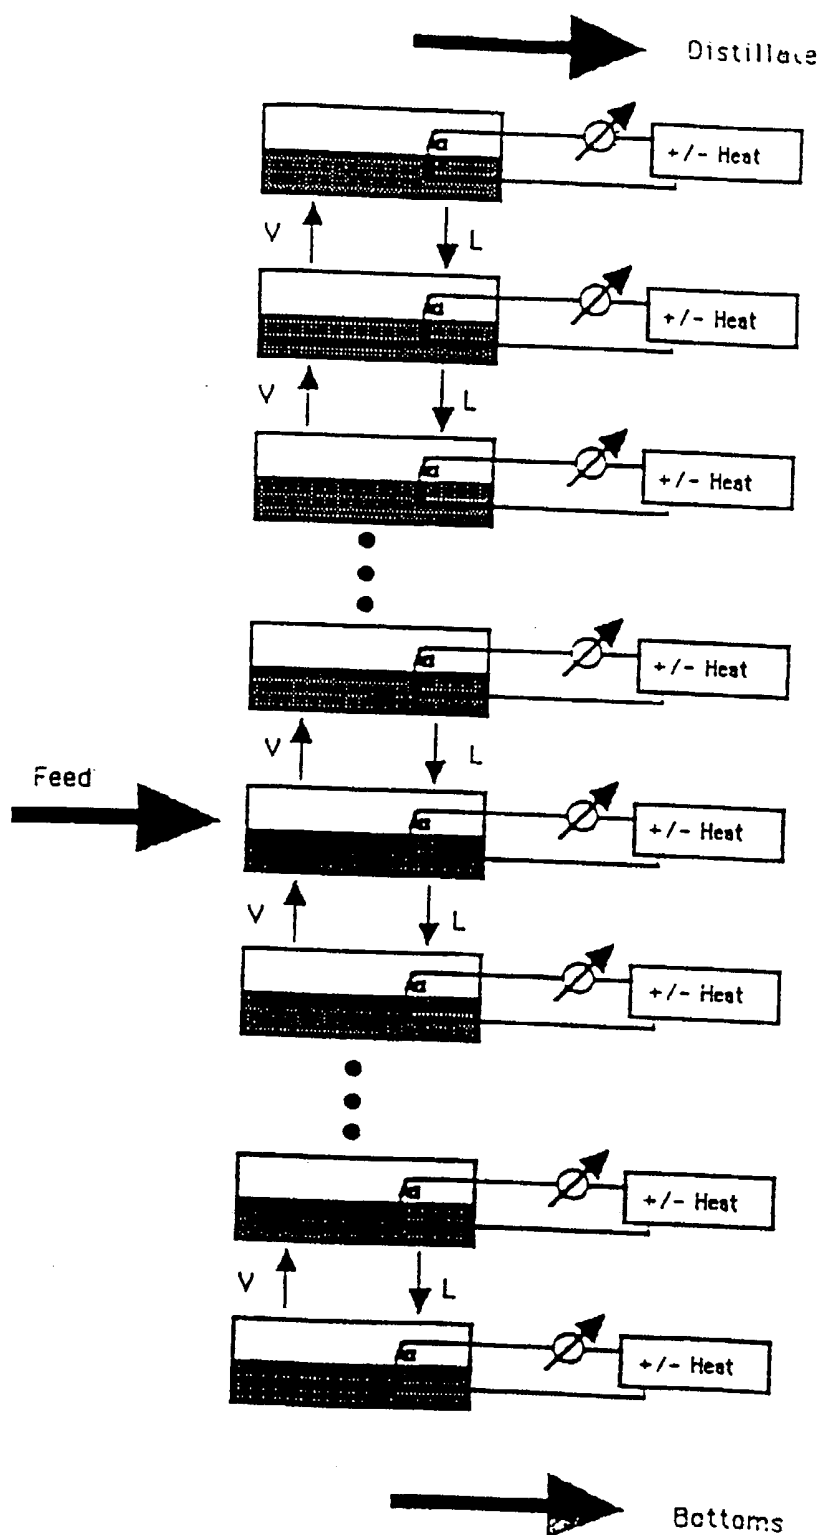 Distillate
+/- Heat
V
L
+/- Heat
V
L
+/- Heat
+/- Heat
V
L
Feed
+/- Heat
V
L
+/- Heat
+/- Heat
V
L
+/- Heat
Bottoms